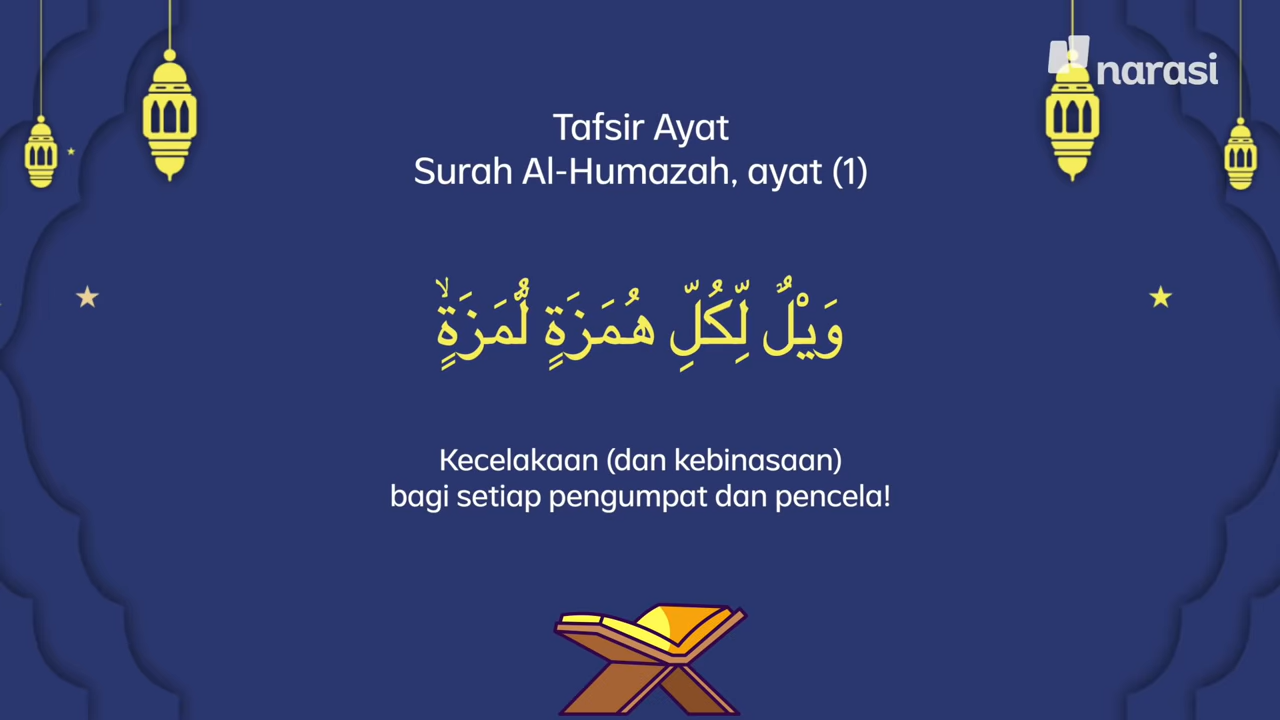 narasi
Tafsir Ayat
Surah Al-Humazah, ayat (1)
وَيْلٌ لِّكُلِّ هُمَزَةٍ لُّمَزَةٍۙ
Kecelakaan (dan kebinasaan)
bagi setiap pengumpat dan pencela!